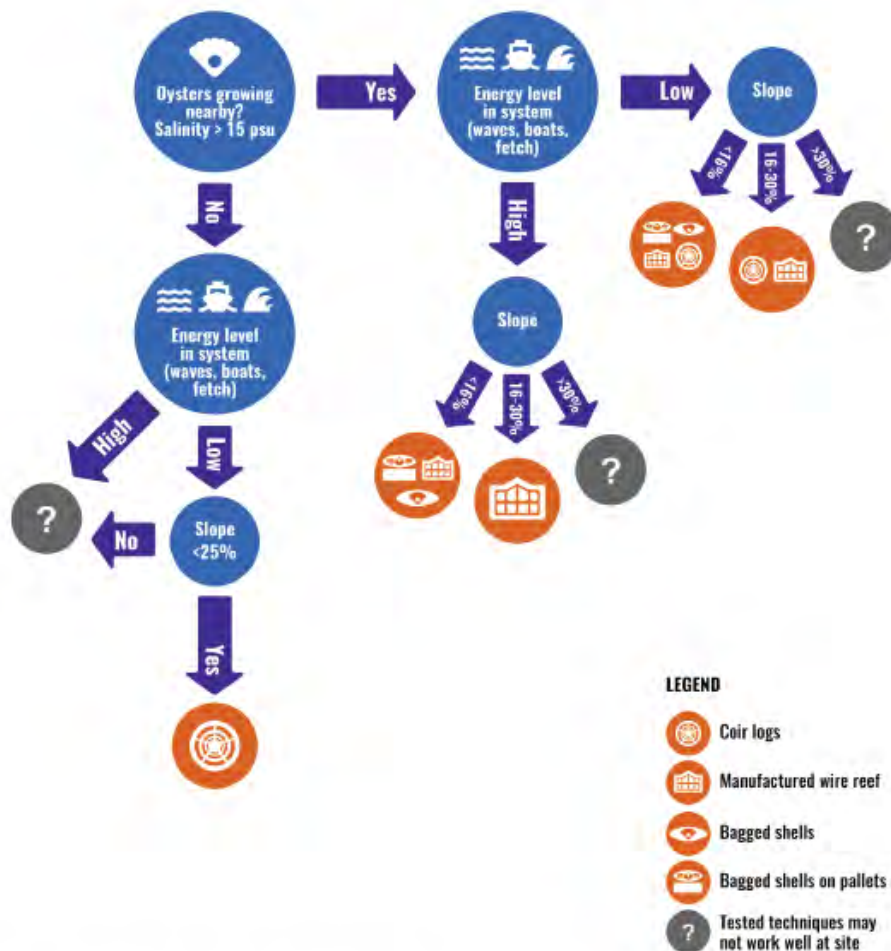 Oysters growing
nearby?
Salinity > 15 psu
Yes
Energy level
in system
(waves, boats,
fetch)
Low
Slope
<16%
16-30%
>30%
?
No
High
Energy level
in system
(waves, boats,
fetch)
Slope
<16%
16-30%
>30%
?
High
Low
?
No
Slope
<25%
Yes
LEGEND
Coir logs
Manufactured wire reef
Bagged shells
Bagged shells on pallets
?
Tested techniques may
not work well at site